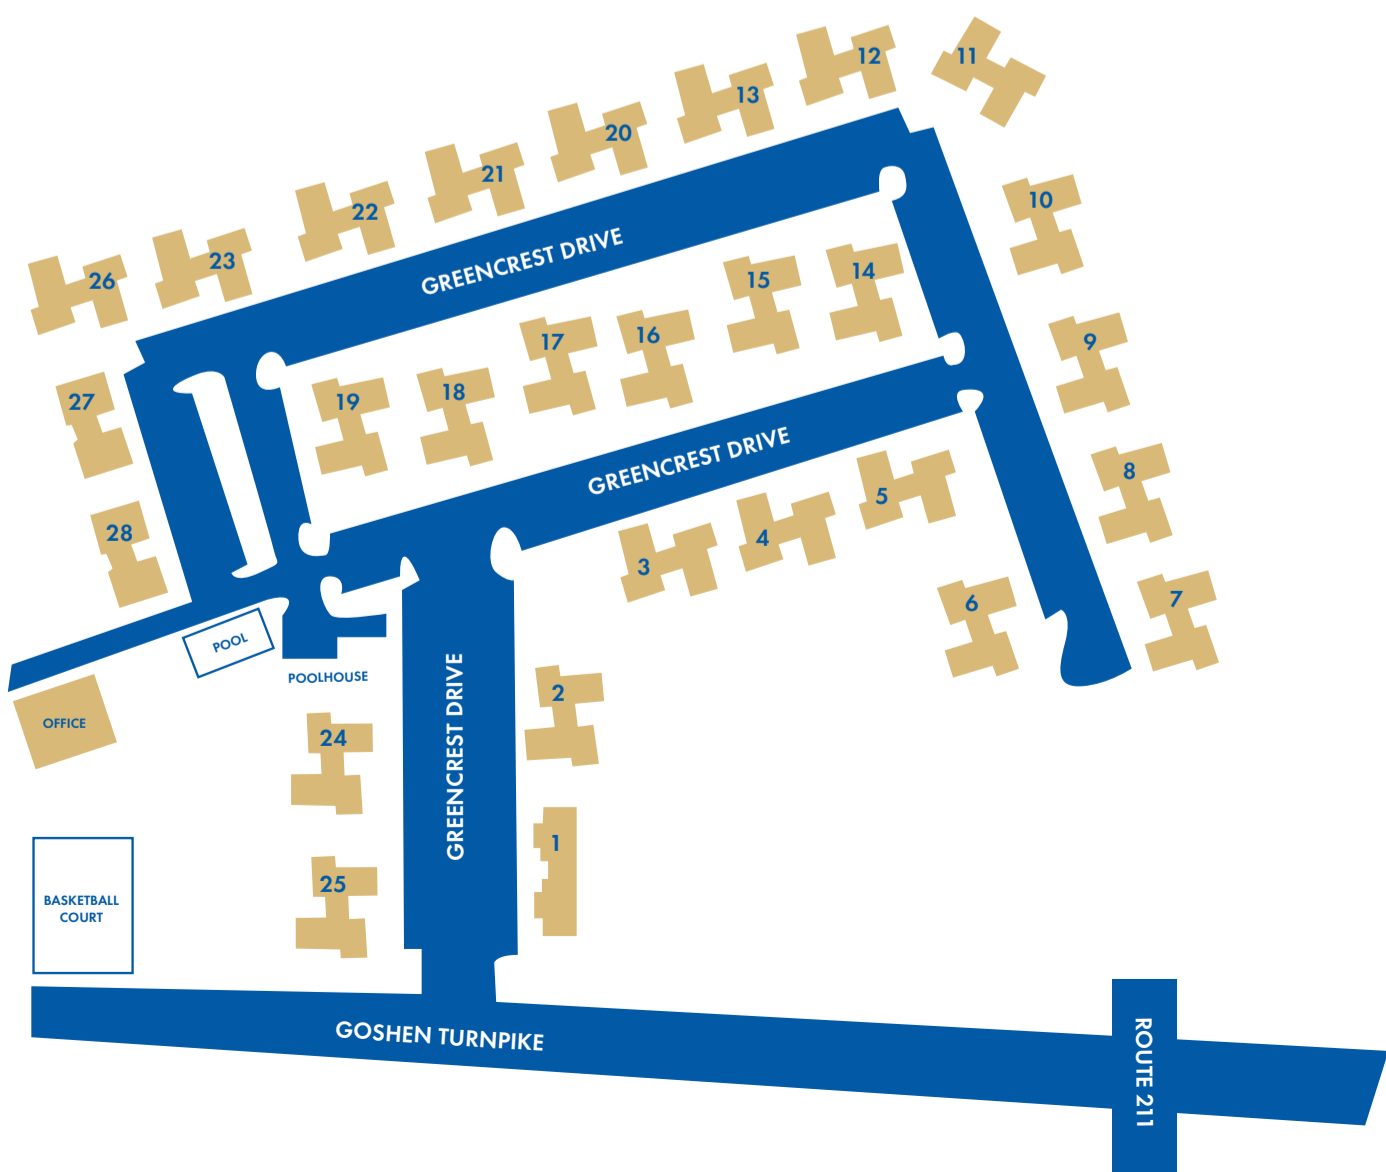 12
11
13
20
21
22
23
26
10
GREENCREST DRIVE
15
14
17
16
9
19
18
27
GREENCREST DRIVE
8
5
28
4
3
6
7
POOL
POOLHOUSE
OFFICE
GREENCREST DRIVE
2
24
1
25
BASKETBALL
COURT
GOSHEN TURNPIKE
ROUTE 211